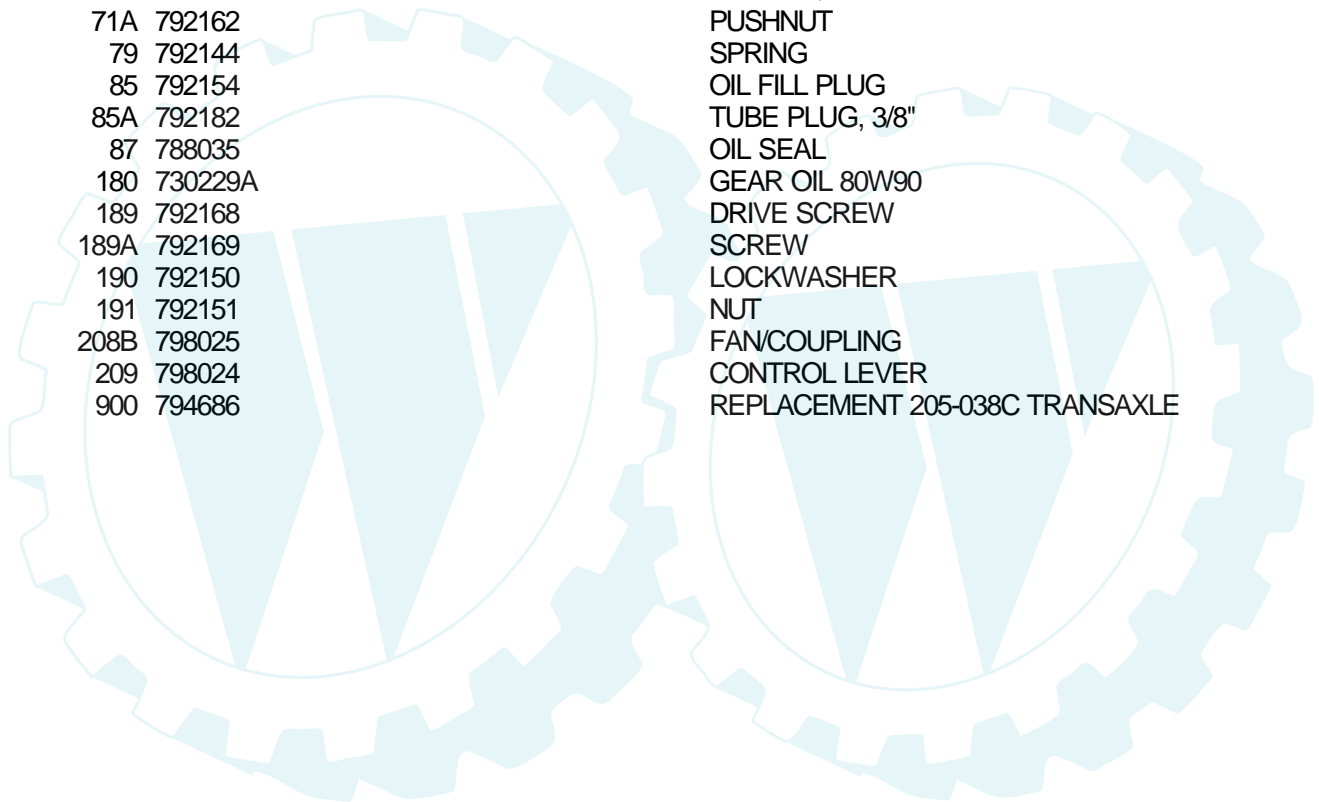 71A 792162 PUSHNUT
79 792144 SPRING
85 792154 OIL FILL PLUG
85A 792182 TUBE PLUG, 3/8"
87 788035 OIL SEAL
180 730229A GEAR OIL 80W90
189 792168 DRIVE SCREW
189A 792169 SCREW
190 792150 LOCKWASHER
191 792151 NUT
208B 798025 FAN/COUPLING
209 798024 CONTROL LEVER
900 794686 REPLACEMENT 205-038C TRANSAXLE